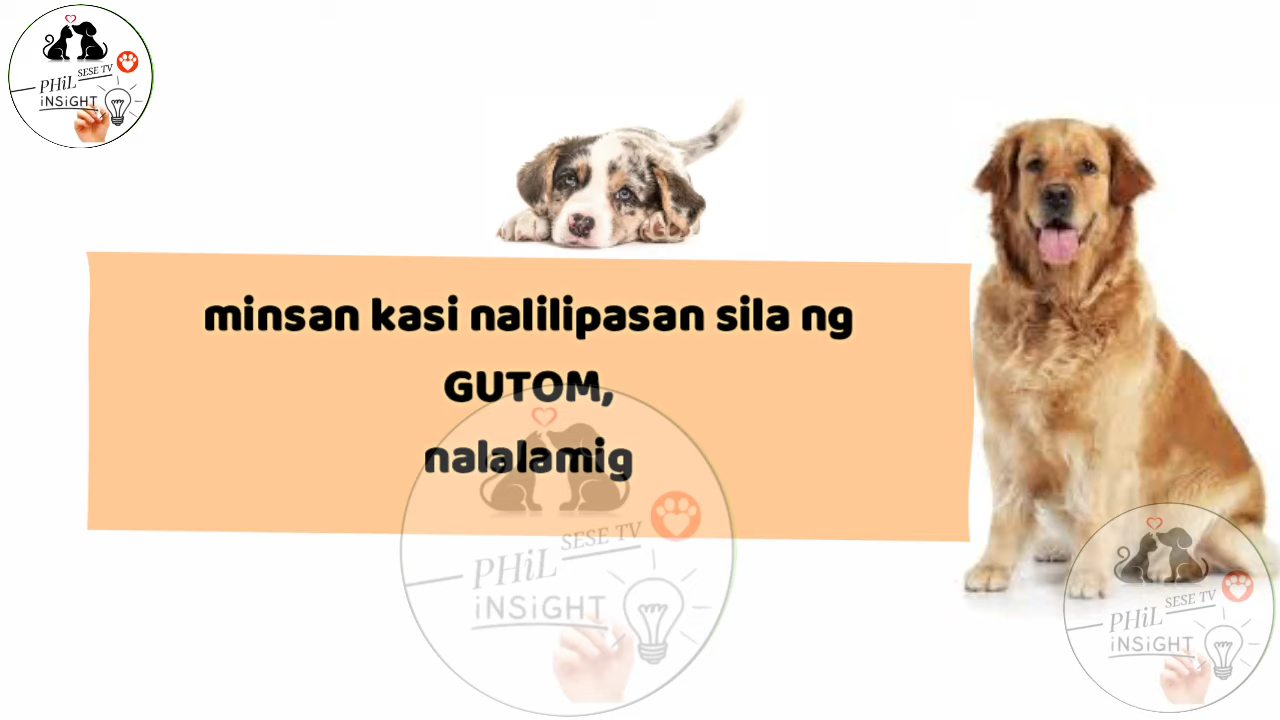 PHiL SESE TV
iNSiGHT
minsan kasi nalilipasan sila ng
GUTOM,
nalalamig
PHiL SESE TV
iNSiGHT
PHiL SESE TV
iNSiGHT